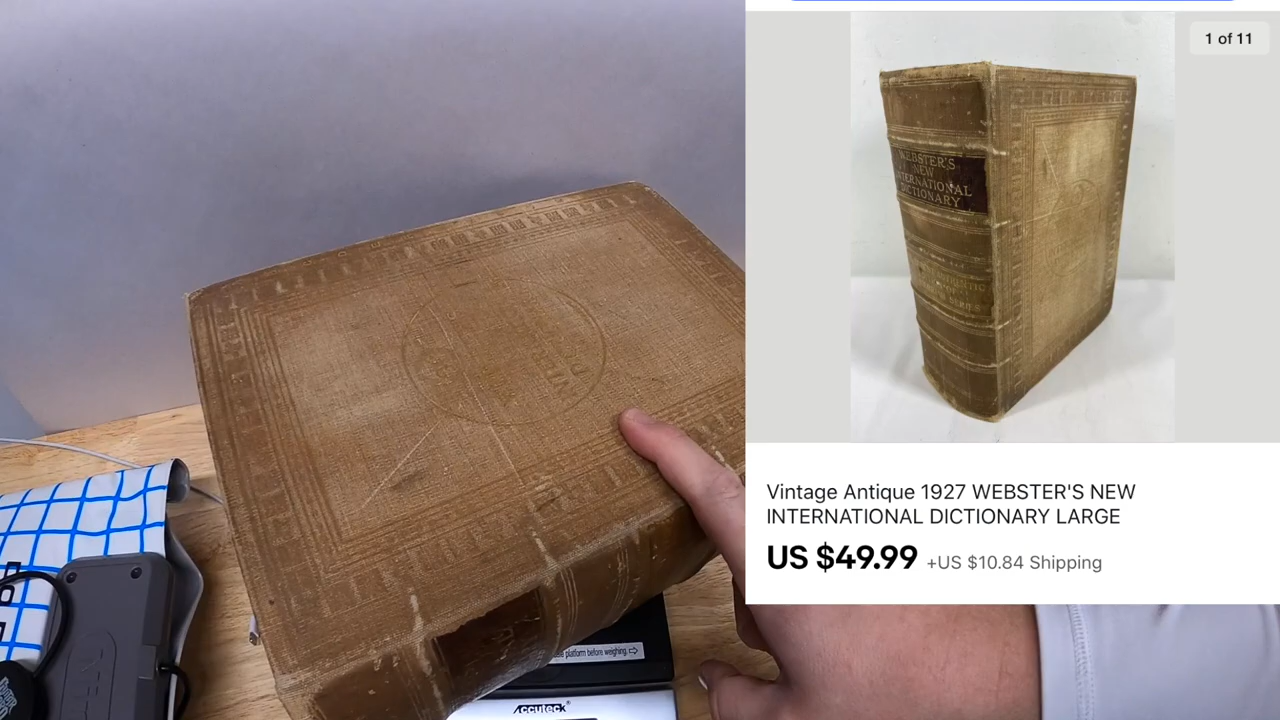 1 of 11
WEBSTER'S
NEW
INTERNATIONAL
DICTIONARY
Vintage Antique 1927 WEBSTER'S NEW
INTERNATIONAL DICTIONARY LARGE
US $49.99 +US $10.84 Shipping
platform before weighing.
Accuteck®